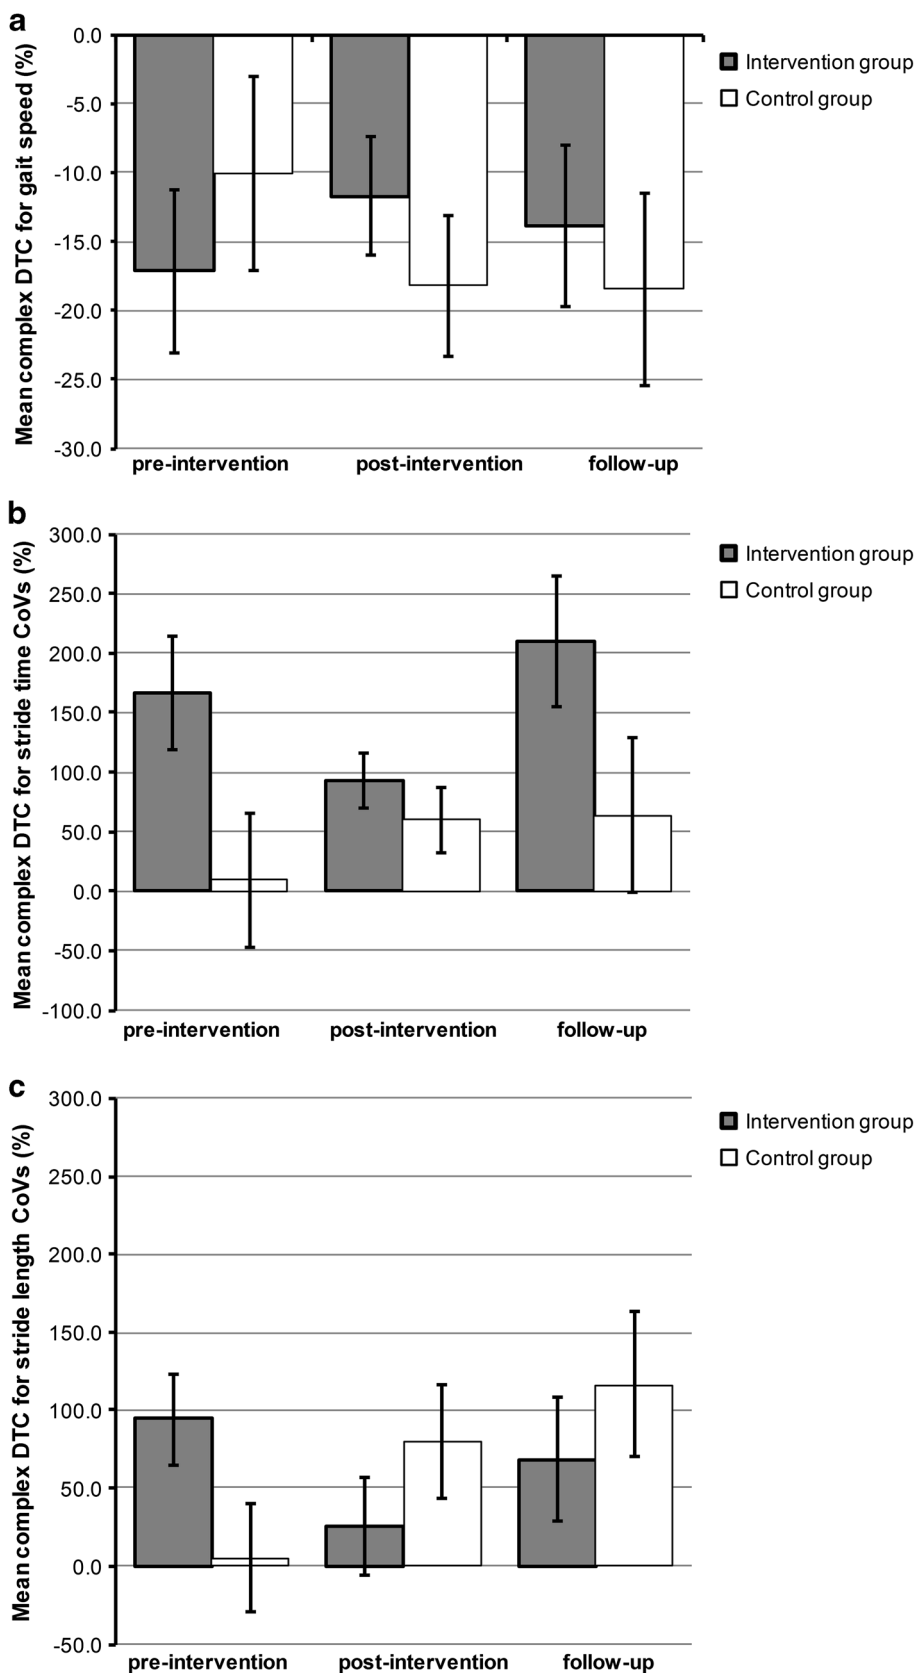 a
Mean complex DTC for gait speed (%)
0.0
-5.0
-10.0
-15.0
-20.0
-25.0
-30.0
pre-intervention post-intervention follow-up
Intervention group
Control group
b
Mean complex DTC for stride time CoVs (%)
300.0
250.0
200.0
150.0
100.0
50.0
0.0
-50.0
-100.0
pre-intervention post-intervention follow-up
Intervention group
Control group
c
Mean complex DTC for stride length CoVs (%)
300.0
250.0
200.0
150.0
100.0
50.0
0.0
-50.0
pre-intervention post-intervention follow-up
Intervention group
Control group